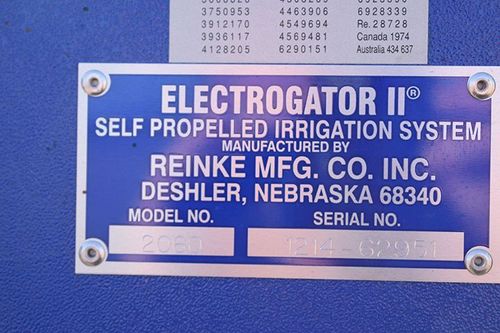 3750953 4463906 6928339
3912170 4549694 Re. 28728
3936117 4569481 Canada 1974
4128205 6290151 Australia 434 637
ELECTROGATOR II®
SELF PROPELLED IRRIGATION SYSTEM
MANUFACTURED BY
REINKE MFG. CO. INC.
DESHLER, NEBRASKA 68340
MODEL NO. SERIAL NO.
2060 1214-62951